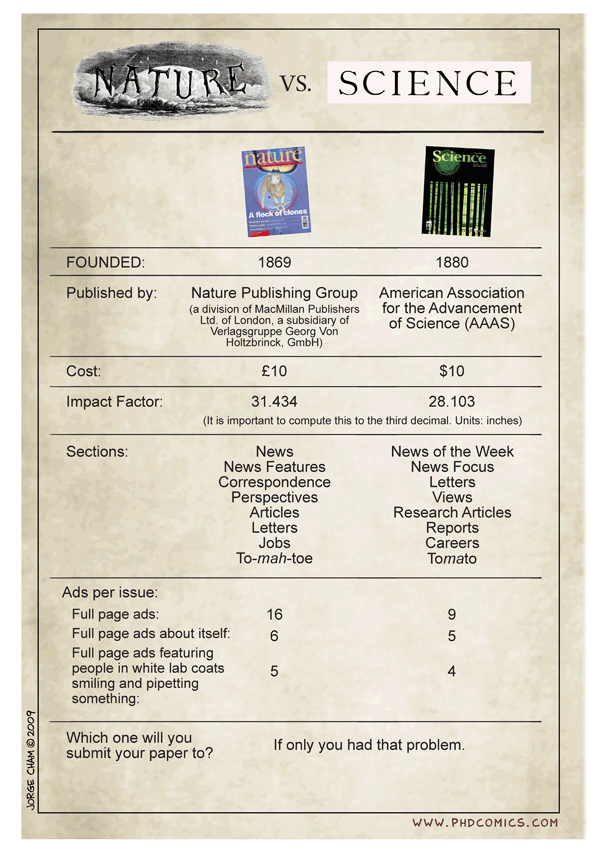 NATURE VS. SCIENCE
nature
A flock of clones
Science
FOUNDED: 1869 1880
Published by: Nature Publishing Group American Association
(a division of MacMillan Publishers for the Advancement
Ltd. of London, a subsidiary of of Science (AAAS)
Verlagsgruppe Georg Von
Holtzbrinck, GmbH)
Cost: £10 $10
Impact Factor: 31.434 28.103
(It is important to compute this to the third decimal. Units: inches)
Sections: News News of the Week
News Features News Focus
Correspondence Letters
Perspectives Views
Articles Research Articles
Letters Reports
Jobs Careers
To-mah-toe Tomato
Ads per issue:
Full page ads: 16 9
Full page ads about itself: 6 5
Full page ads featuring
people in white lab coats 5 4
smiling and pipetting
something:
Which one will you
submit your paper to? If only you had that problem.
JORGE CHAM © 2009
WWW.PHDCOMICS.COM